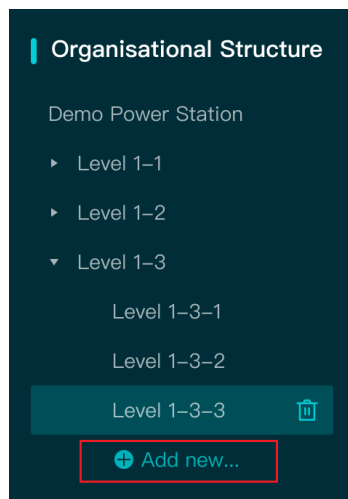 Organisational Structure
Demo Power Station
Level 1–1
Level 1–2
Level 1–3
Level 1–3–1
Level 1–3–2
Level 1–3–3
Add new...